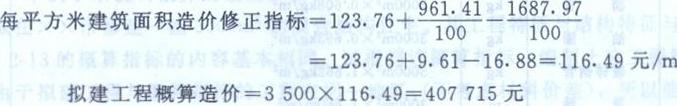 每平方米建筑面积造价修正指标=123.76+961.41/100-1687.97/100
=123.76+9.61-16.88=116.49 元/m
拟建工程概算造价=3 500×116.49=407 715 元